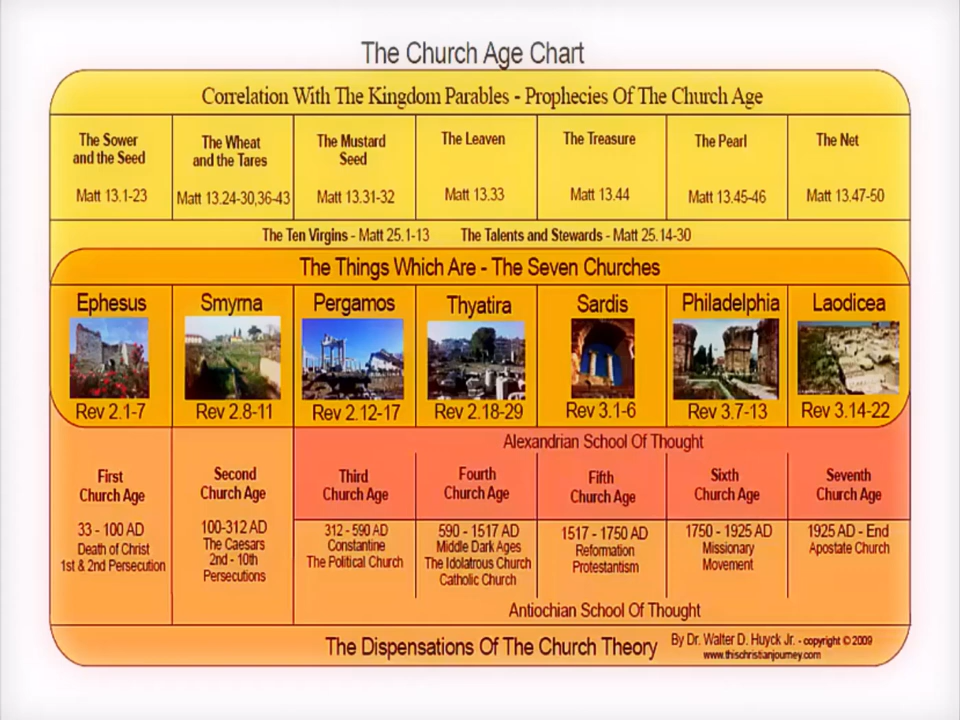 The Church Age Chart
Correlation With The Kingdom Parables - Prophecies Of The Church Age
The Sower
and the Seed
Matt 13.1-23
The Wheat
and the Tares
Matt 13.24-30,36-43
The Mustard
Seed
Matt 13.31-32
The Leaven
Matt 13.33
The Treasure
Matt 13.44
The Pearl
Matt 13.45-46
The Net
Matt 13.47-50
The Ten Virgins - Matt 25.1-13 The Talents and Stewards - Matt 25.14-30
The Things Which Are - The Seven Churches
Ephesus
Rev 2.1-7
Smyrna
Rev 2.8-11
Pergamos
Rev 2.12-17
Thyatira
Rev 2.18-29
Sardis
Rev 3.1-6
Philadelphia
Rev 3,7-13
Laodicea
Rev 3.14-22
Alexandrian School Of Thought
First
Church Age
33 - 100 AD
Death of Christ
1st & 2nd Persecution
Second
Church Age
100-312 AD
The Caesars
2nd - 10th
Persecutions
Third
Church Age
312 - 590 AD
Constantine
The Political Church
Fourth
Church Age
590 - 1517 AD
Middle Dark Ages
The Idolatrous Church
Catholic Church
Fifth
Church Age
1517 - 1750 AD
Reformation
Protestantism
Sixth
Church Age
1750 - 1925 AD
Missionary
Movement
Seventh
Church Age
1925 AD - End
Apostate Church
Antiochian School Of Thought
The Dispensations Of The Church Theory
By Dr. Walter D. Huyck Jr. - copyright © 2009
www.thischristianjourney.com